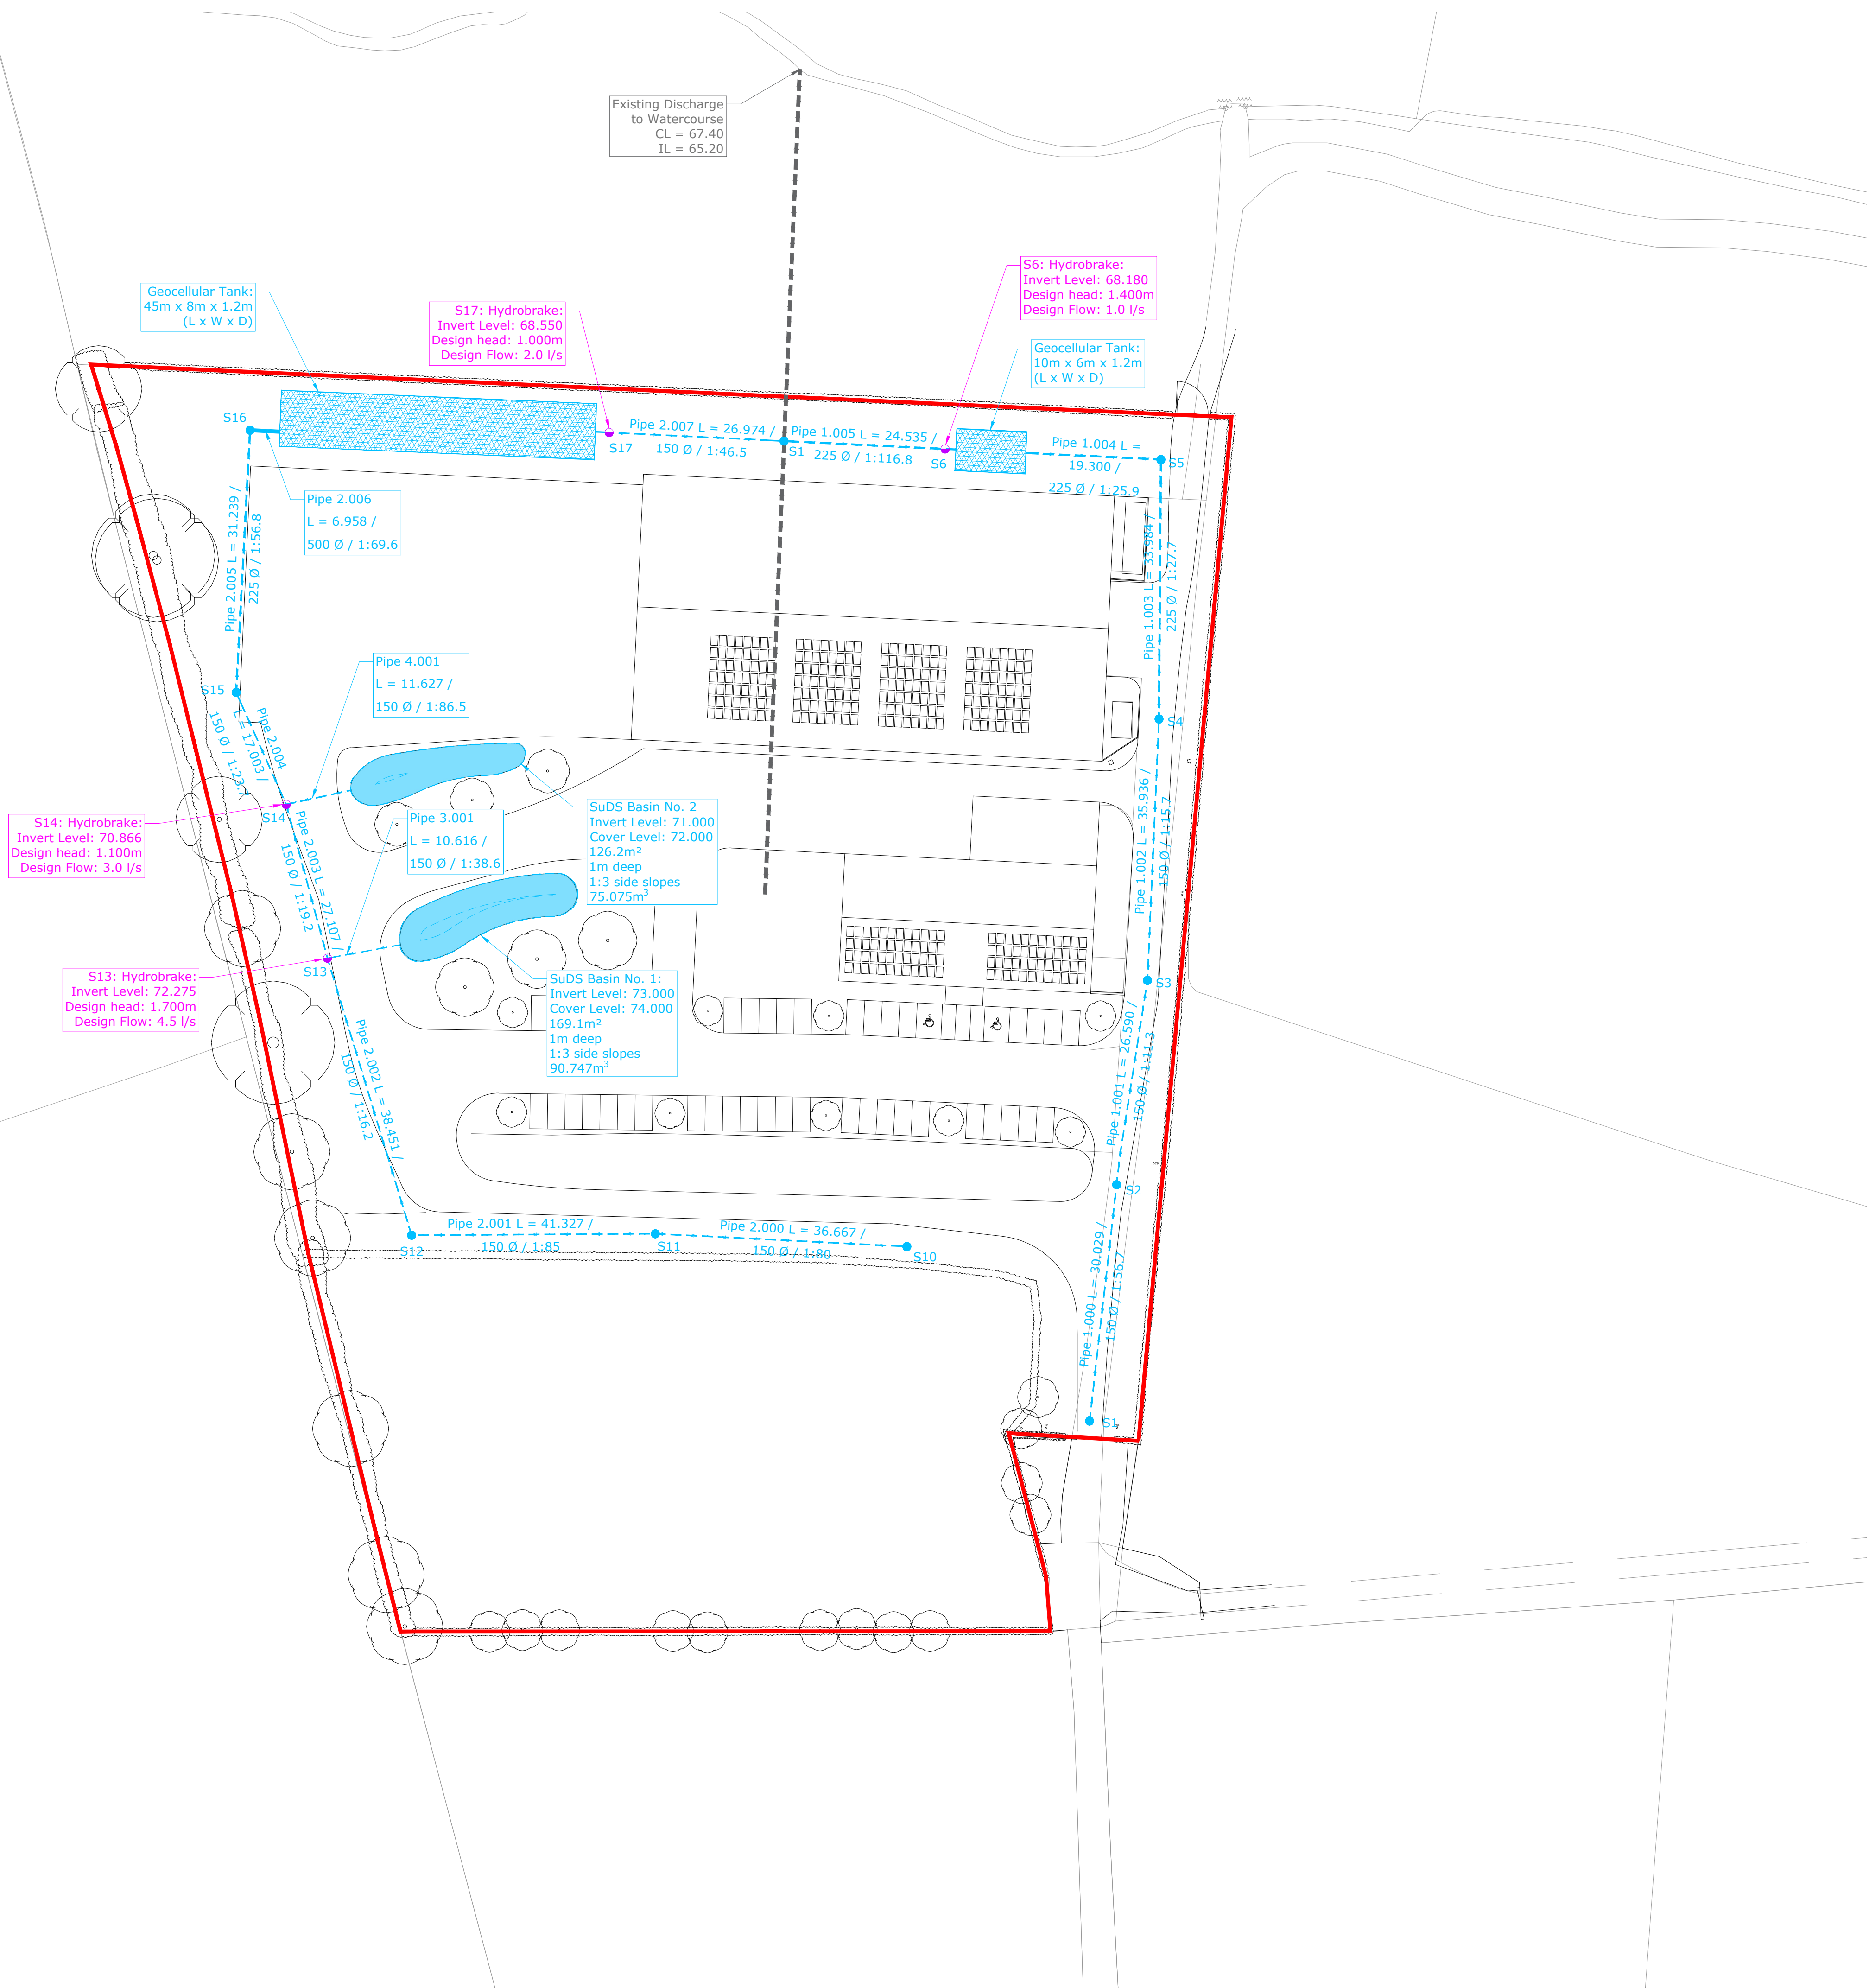 Existing Discharge
to Watercourse
CL = 67.40
IL = 65.20
S6: Hydrobrake:
Invert Level: 68.180
Design head: 1.400m
Design Flow: 1.0 l/s
Geocellular Tank:
45m x 8m x 1.2m
(L x W x D)
S17: Hydrobrake:
Invert Level: 68.550
Design head: 1.000m
Design Flow: 2.0 l/s
Geocellular Tank:
10m x 6m x 1.2m
(L x W x D)
S16
S17
Pipe 2.007 L = 26.974 /
150 Ø / 1:46.5
S1
Pipe 1.005 L = 24.535 /
225 Ø / 1:116.8
S6
Pipe 1.004 L =
19.300 /
225 Ø / 1:25.9
S5
Pipe 2.006
L = 6.958 /
500 Ø / 1:69.6
Pipe 2.005 L = 31.239 /
225 Ø / 1:56.8
Pipe 1.003 L = 33.984 /
225 Ø / 1:27.7
S15
Pipe 4.001
L = 11.627 /
150 Ø / 1:86.5
S4
Pipe 2.004
L = 17.003 /
150 Ø / 1:23.7
S14
S14: Hydrobrake:
Invert Level: 70.866
Design head: 1.100m
Design Flow: 3.0 l/s
Pipe 3.001
L = 10.616 /
150 Ø / 1:38.6
SuDS Basin No. 2
Invert Level: 71.000
Cover Level: 72.000
126.2m²
1m deep
1:3 side slopes
75.075m³
Pipe 1.002 L = 35.936 /
150 Ø / 1:15.7
Pipe 2.003 L = 27.107 /
150 Ø / 1:19.2
S13
S13: Hydrobrake:
Invert Level: 72.275
Design head: 1.700m
Design Flow: 4.5 l/s
SuDS Basin No. 1:
Invert Level: 73.000
Cover Level: 74.000
169.1m²
1m deep
1:3 side slopes
90.747m³
S3
Pipe 2.002 L = 38.451 /
150 Ø / 1:16.2
Pipe 1.001 L = 26.590 /
150 Ø / 1:11.3
S2
Pipe 2.001 L = 41.327 /
150 Ø / 1:85
S12
S11
Pipe 2.000 L = 36.667 /
150 Ø / 1:80
S10
Pipe 1.000 L = 30.029 /
150 Ø / 1:56.7
S1